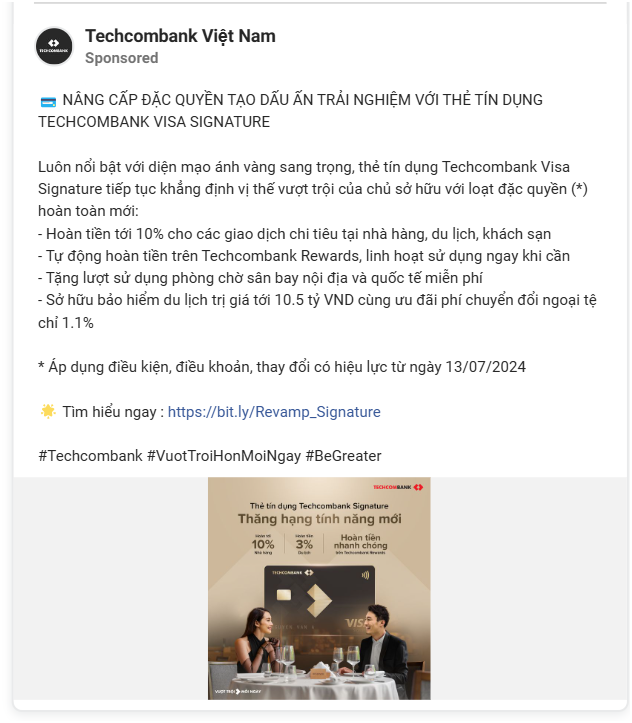 TECHCOMBANK
Techcombank Việt Nam
Sponsored
NÂNG CẤP ĐẶC QUYỀN TẠO DẤU ẤN TRẢI NGHIỆM VỚI THẺ TÍN DỤNG
TECHCOMBANK VISA SIGNATURE
Luôn nổi bật với diện mạo ánh vàng sang trọng, thẻ tín dụng Techcombank Visa
Signature tiếp tục khẳng định vị thế vượt trội của chủ sở hữu với loạt đặc quyền (*)
hoàn toàn mới:
- Hoàn tiền tới 10% cho các giao dịch chi tiêu tại nhà hàng, du lịch, khách sạn
- Tự động hoàn tiền trên Techcombank Rewards, linh hoạt sử dụng ngay khi cần
- Tặng lượt sử dụng phòng chờ sân bay nội địa và quốc tế miễn phí
- Sở hữu bảo hiểm du lịch trị giá tới 10.5 tỷ VND cùng ưu đãi phí chuyển đổi ngoại tệ
chỉ 1.1%
* Áp dụng điều kiện, điều khoản, thay đổi có hiệu lực từ ngày 13/07/2024
Tìm hiểu ngay : https://bit.ly/Revamp_Signature
#Techcombank #VuotTroiHonMoiNgay #BeGreater
TECHCOMBANK
Thẻ tín dụng Techcombank Signature
Thăng hạng tính năng mới
Hoàn tới 10% Nhà hàng
Hoàn tiền 3% Du lịch
Hoàn tiền nhanh chóng trên Techcombank Rewards
TECHCOMBANK
VISA
VƯỢT TRỘI MỖI NGÀY